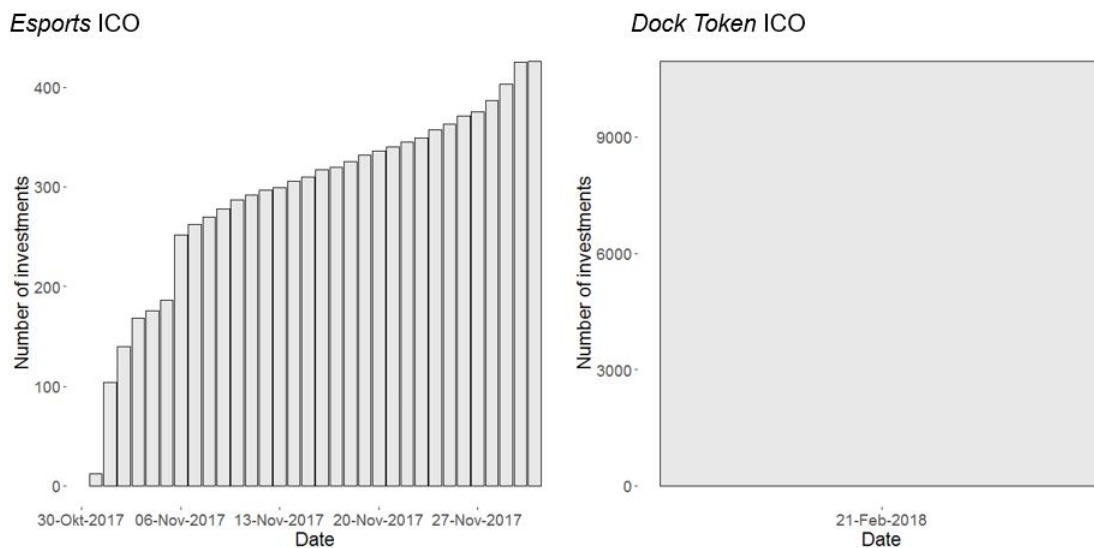 Esports ICO
Number of investments
400
300
200
100
0
30-Okt-2017 06-Nov-2017 13-Nov-2017 20-Nov-2017 27-Nov-2017
Date
Dock Token ICO
Number of investments
9000
6000
3000
0
21-Feb-2018
Date